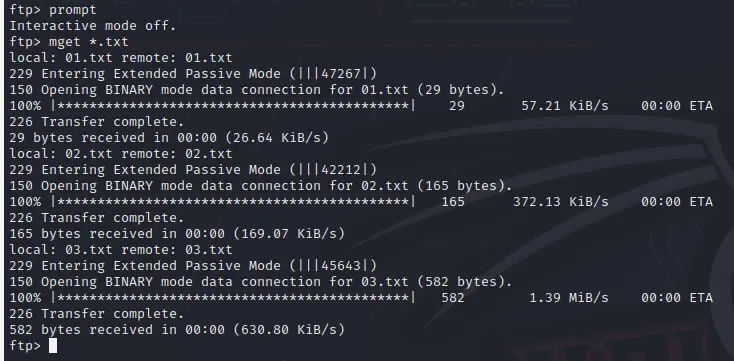 ftp> prompt
Interactive mode off.
ftp> mget *.txt
local: 01.txt remote: 01.txt
229 Entering Extended Passive Mode (|||47267|)
150 Opening BINARY mode data connection for 01.txt (29 bytes).
100% |*******************************************| 29 57.21 KiB/s 00:00 ETA
226 Transfer complete.
29 bytes received in 00:00 (26.64 KiB/s)
local: 02.txt remote: 02.txt
229 Entering Extended Passive Mode (|||42212|)
150 Opening BINARY mode data connection for 02.txt (165 bytes).
100% |*******************************************| 165 372.13 KiB/s 00:00 ETA
226 Transfer complete.
165 bytes received in 00:00 (169.07 KiB/s)
local: 03.txt remote: 03.txt
229 Entering Extended Passive Mode (|||45643|)
150 Opening BINARY mode data connection for 03.txt (582 bytes).
100% |*******************************************| 582 1.39 MiB/s 00:00 ETA
226 Transfer complete.
582 bytes received in 00:00 (630.80 KiB/s)
ftp>